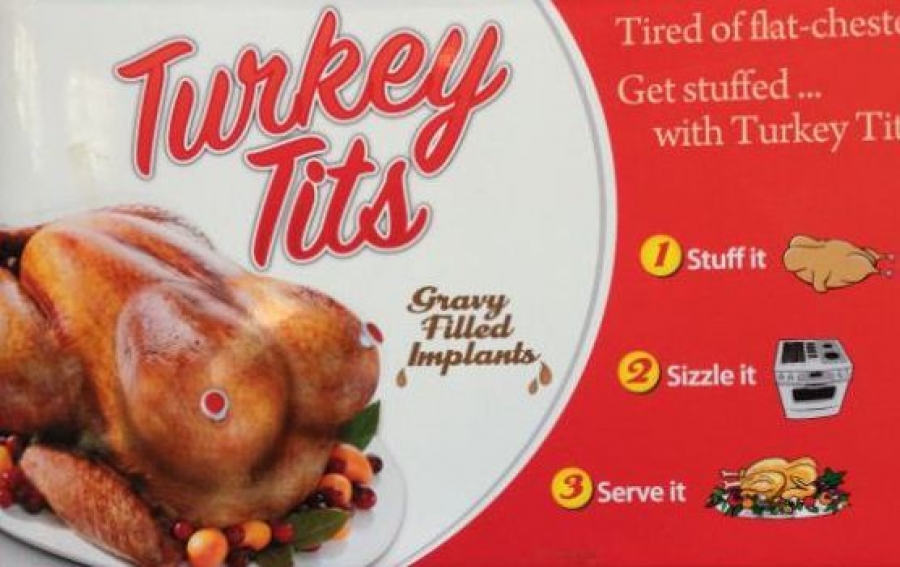 Turkey
Tits
Gravy
Filled
Implants
Tired of flat-cheste
Get stuffed ...
with Turkey Tit
1 Stuff it
2 Sizzle it
3 Serve it